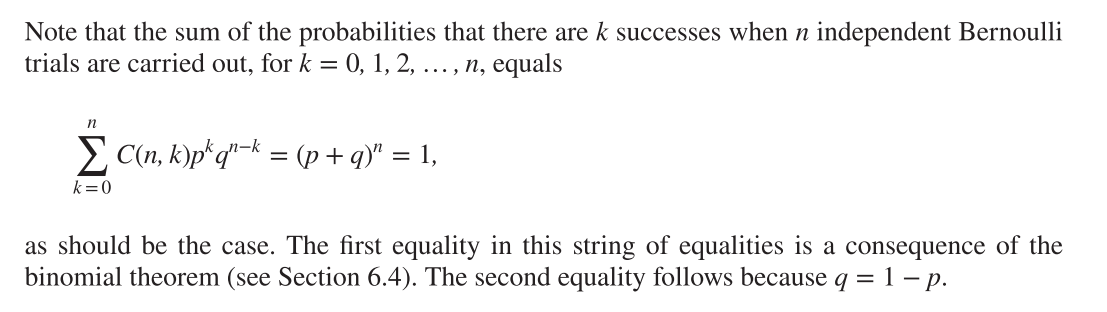 Note that the sum of the probabilities that there are k successes when n independent Bernoulli
trials are carried out, for k = 0, 1, 2, … , n, equals
n
∑ C(n, k)pᵏqⁿ⁻ᵏ = (p + q)ⁿ = 1,
k=0
as should be the case. The first equality in this string of equalities is a consequence of the
binomial theorem (see Section 6.4). The second equality follows because q = 1 − p.